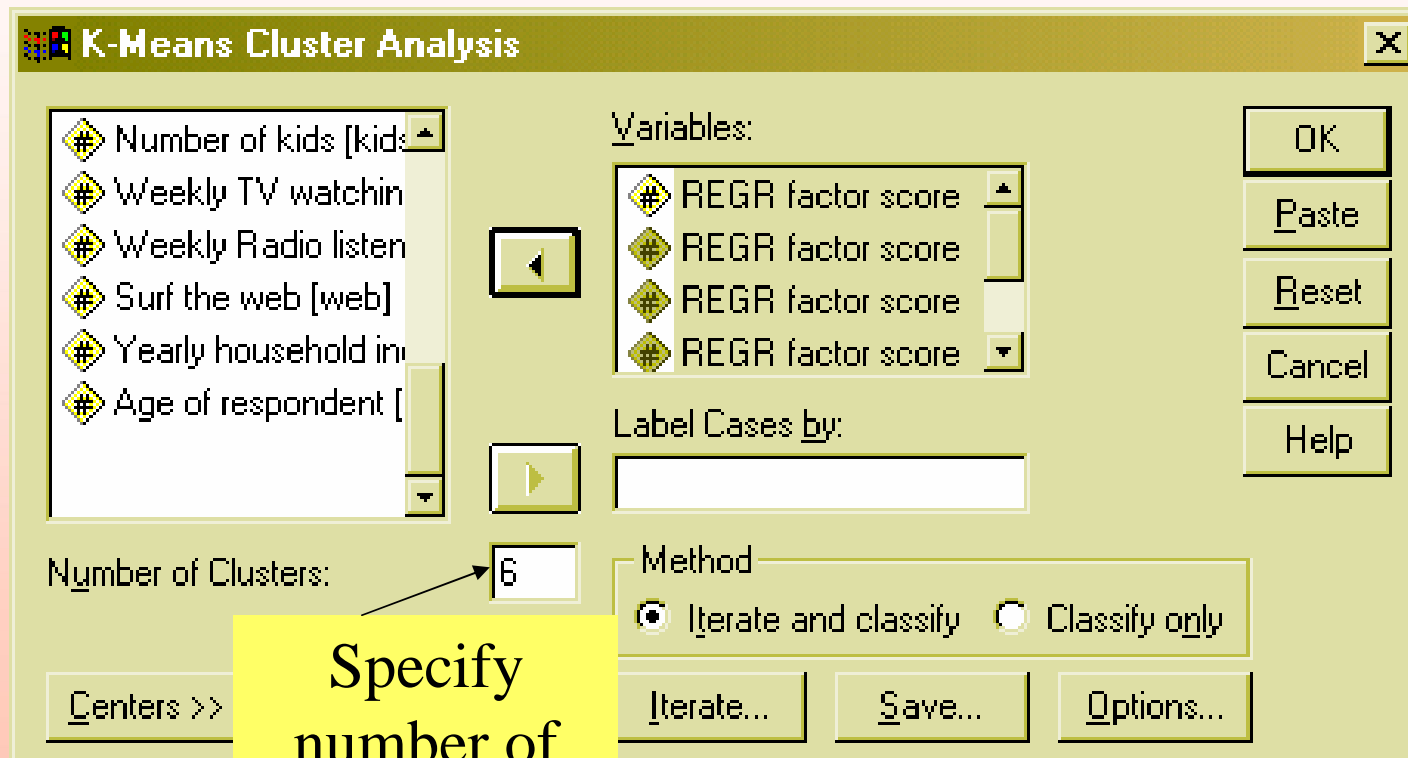 K-Means Cluster Analysis
Number of kids [kids
Weekly TV watchin
Weekly Radio listen
Surf the web [web]
Yearly household in
Age of respondent [
Variables:
REGR factor score
REGR factor score
REGR factor score
REGR factor score
Label Cases by:
OK
Paste
Reset
Cancel
Help
Number of Clusters:
6
Method
Iterate and classify
Classify only
Specify
number of
Centers >>
Iterate...
Save...
Options...